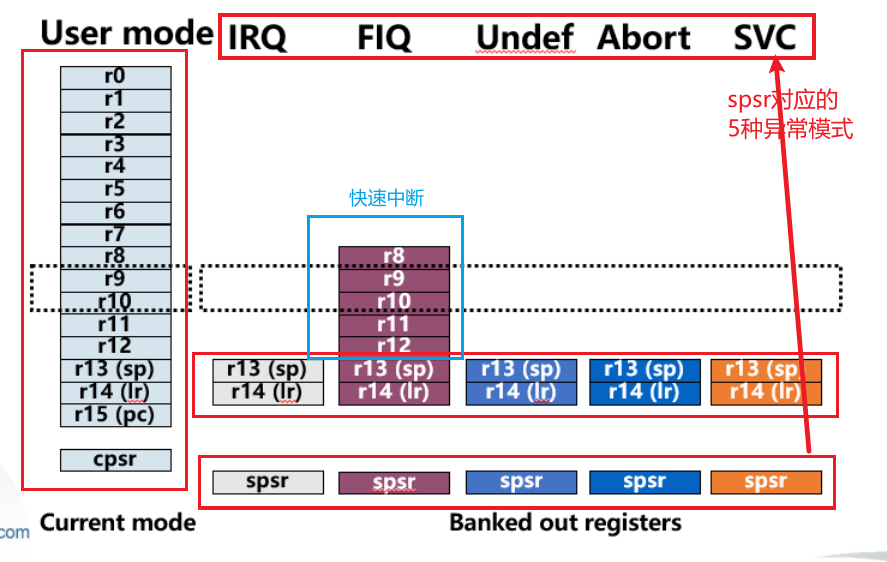 User mode IRQ FIQ Undef Abort SVC
r0
r1
r2
r3
r4
r5
r6
r7
r8
r9
r10
r11
r12
r13 (sp)
r14 (lr)
r15 (pc)
cpsr
Current mode
spsr对应的
5种异常模式
快速中断
r8
r9
r10
r11
r12
r13 (sp) r13 (sp) r13 (sp) r13 (sp) r13 (sp)
r14 (lr) r14 (lr) r14 (lr) r14 (lr) r14 (lr)
spsr spsr spsr spsr spsr
Banked out registers
com